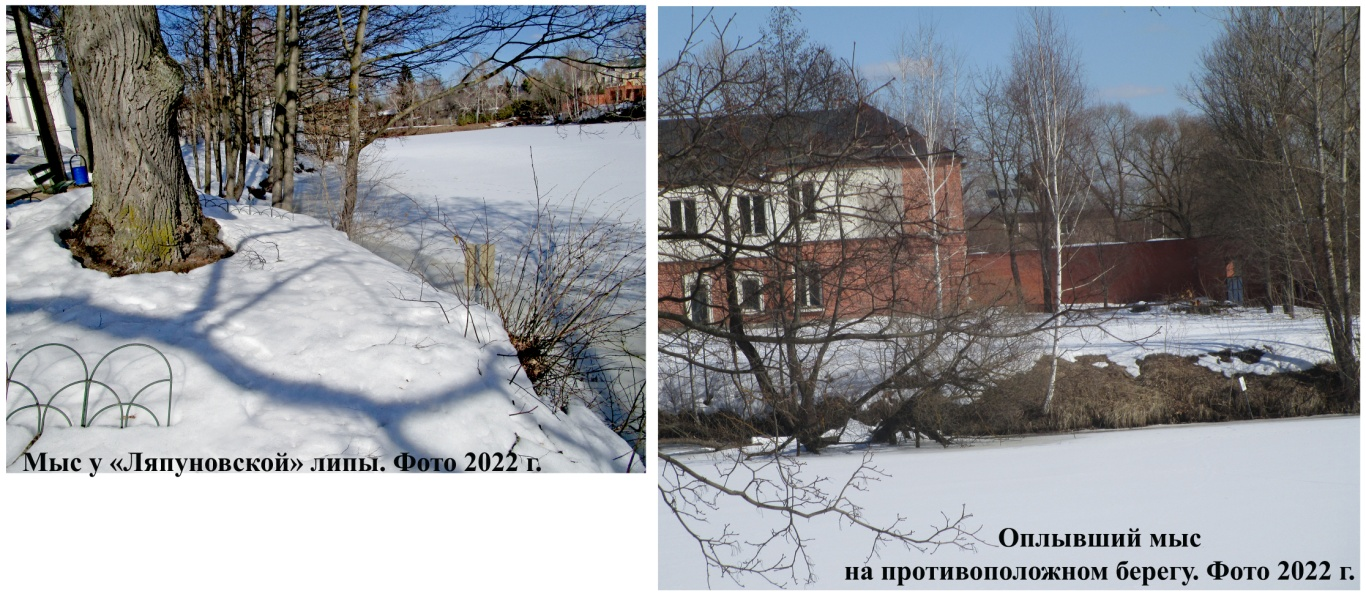 Мыс у «Ляпуновской» липы. Фото 2022 г.
Оплывший мыс
на противоположном берегу. Фото 2022 г.